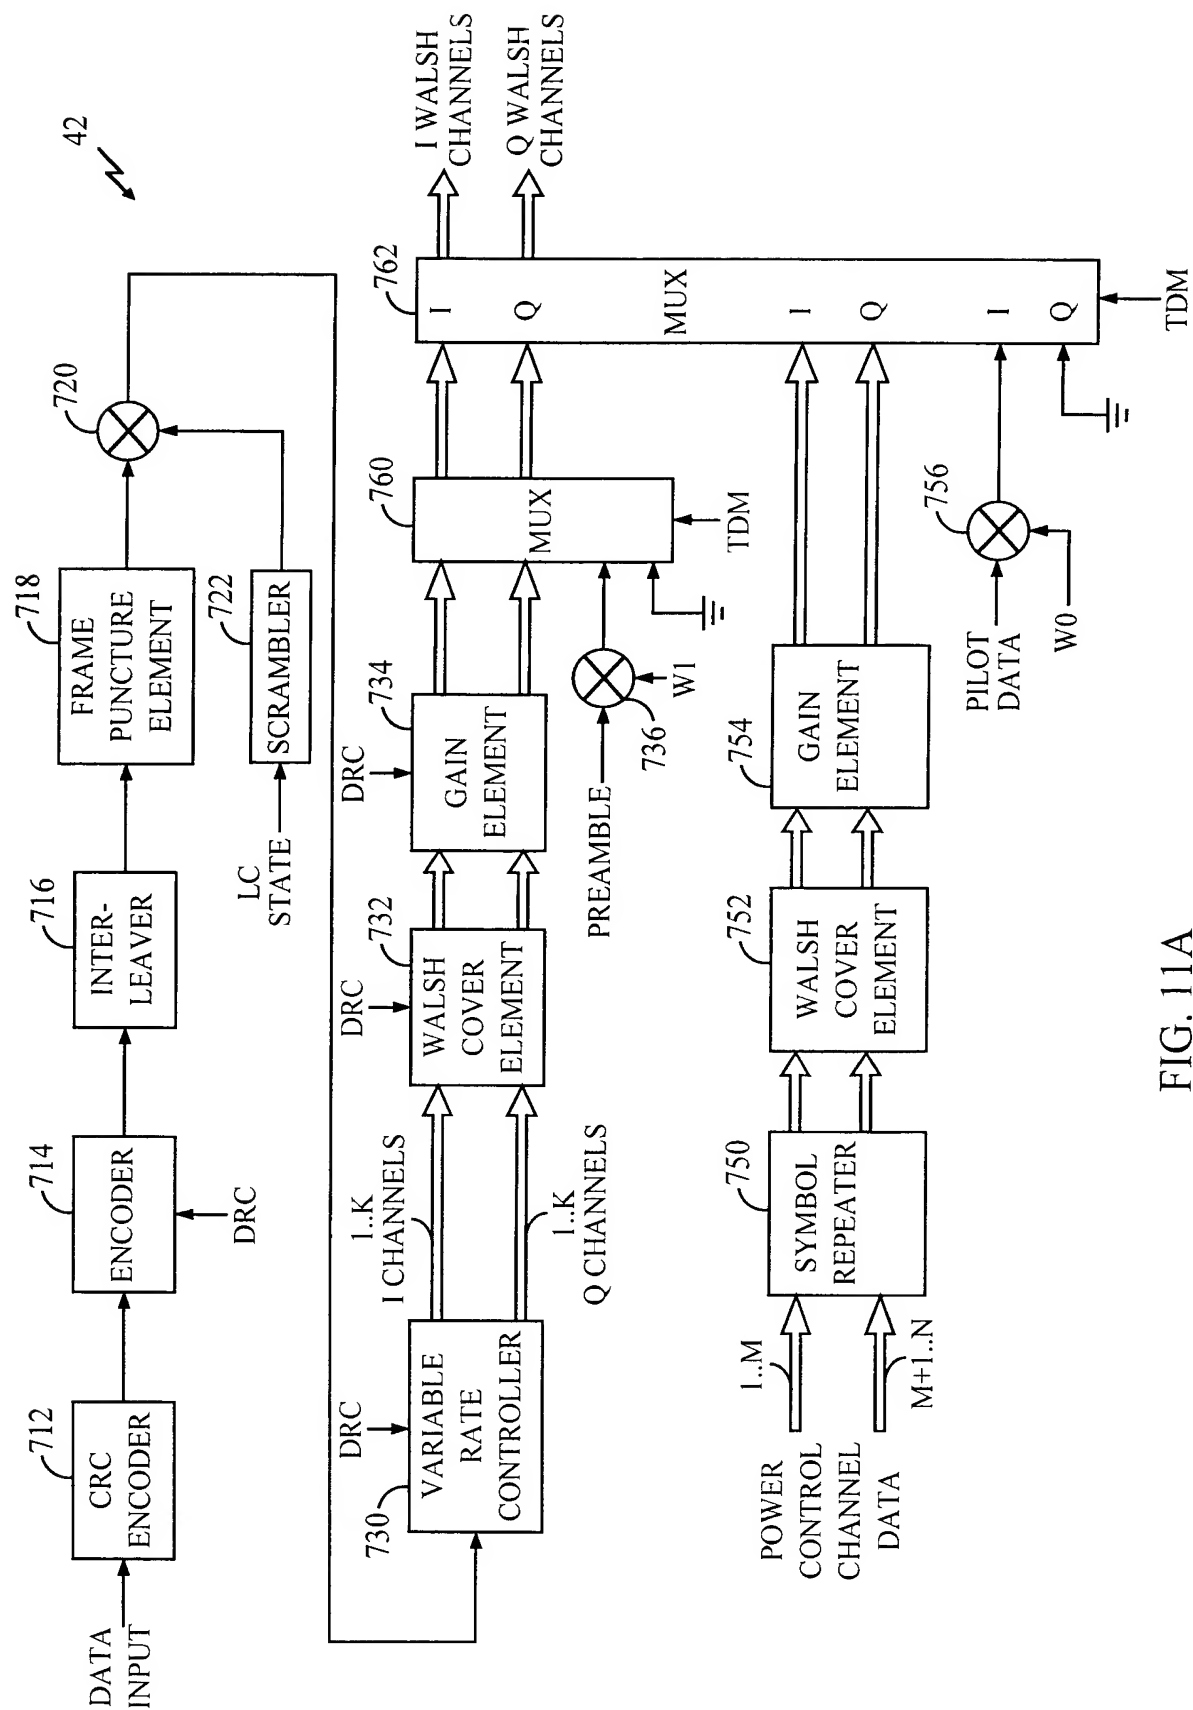 42
DATA
INPUT
712
CRC
ENCODER
714
ENCODER
DRC
716
INTER-
LEAVER
718
FRAME
PUNCTURE
ELEMENT
720
LC
STATE
722
SCRAMBLER
730
VARIABLE
RATE
CONTROLLER
DRC
1..K
I CHANNELS
1..K
Q CHANNELS
732
WALSH
COVER
ELEMENT
DRC
734
GAIN
ELEMENT
DRC
PREAMBLE
736
W1
760
MUX
TDM
762
I
Q
MUX
I
Q
I
Q
TDM
I WALSH
CHANNELS
Q WALSH
CHANNELS
POWER
CONTROL
CHANNEL
DATA
1..M
M+1..N
750
SYMBOL
REPEATER
752
WALSH
COVER
ELEMENT
754
GAIN
ELEMENT
PILOT
DATA
756
W0
FIG. 11A